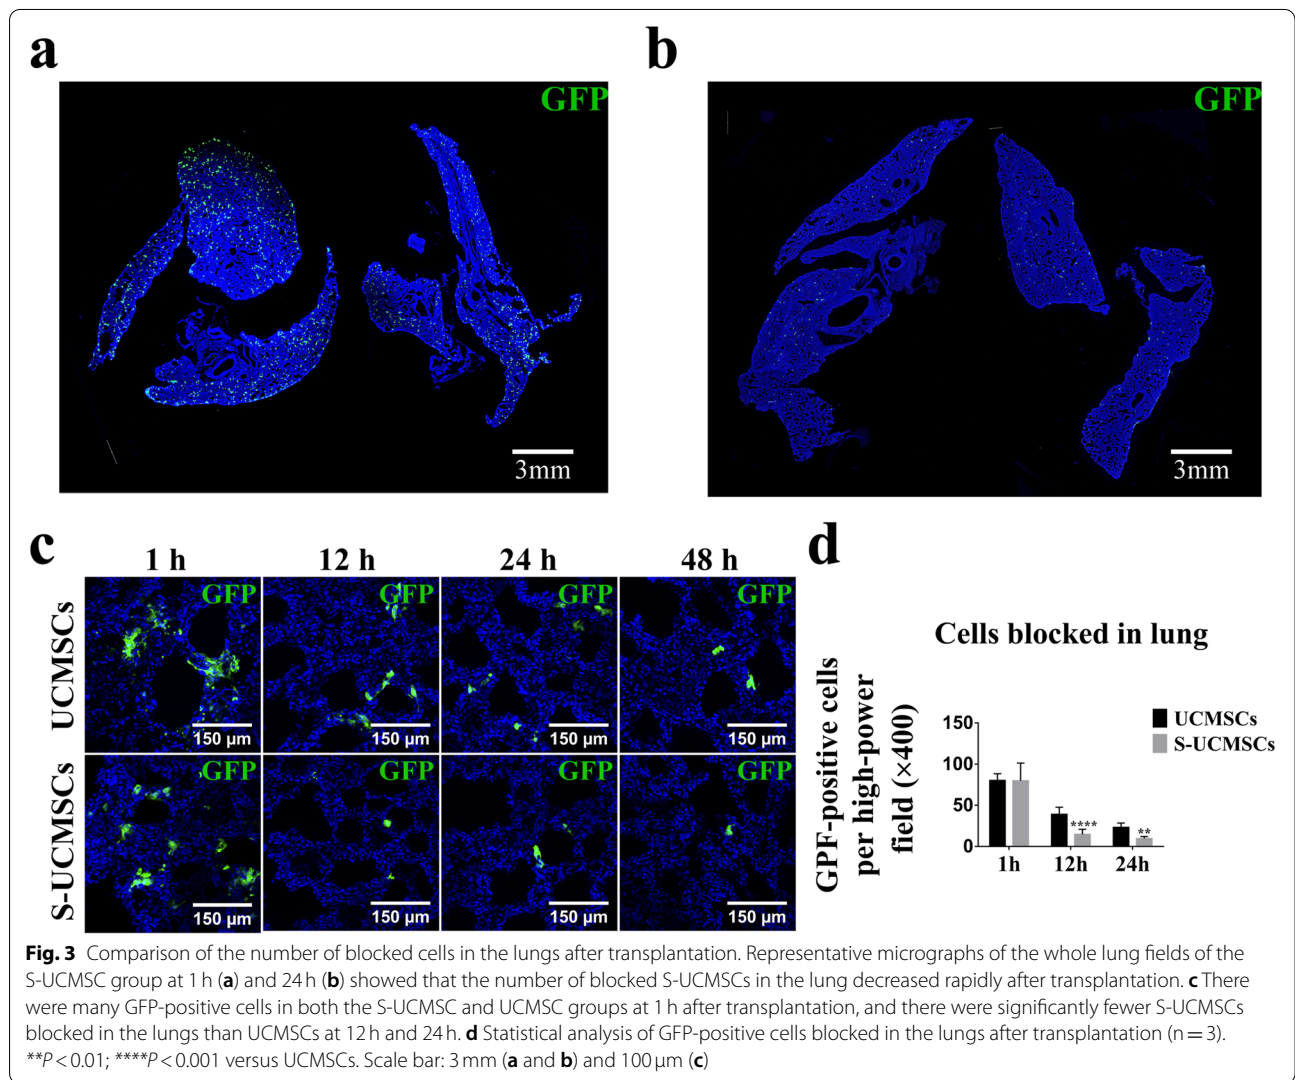 a
b
GFP
GFP
3mm
3mm
c
d
1 h
12 h
24 h
48 h
UCMSCs
GFP
GFP
GFP
GFP
150 µm
150 µm
150 µm
150 µm
S-UCMSCs
GFP
GFP
GFP
GFP
150 µm
150 µm
150 µm
150 µm
Cells blocked in lung
GPF-positive cells
per high-power
field (×400)
150
100
50
0
UCMSCs
S-UCMSCs
****
**
1h
12h
24h
Fig. 3 Comparison of the number of blocked cells in the lungs after transplantation. Representative micrographs of the whole lung fields of the
S-UCMSC group at 1 h (a) and 24 h (b) showed that the number of blocked S-UCMSCs in the lung decreased rapidly after transplantation. c There
were many GFP-positive cells in both the S-UCMSC and UCMSC groups at 1 h after transplantation, and there were significantly fewer S-UCMSCs
blocked in the lungs than UCMSCs at 12 h and 24 h. d Statistical analysis of GFP-positive cells blocked in the lungs after transplantation (n = 3).
**P < 0.01; ****P < 0.001 versus UCMSCs. Scale bar: 3 mm (a and b) and 100 µm (c)